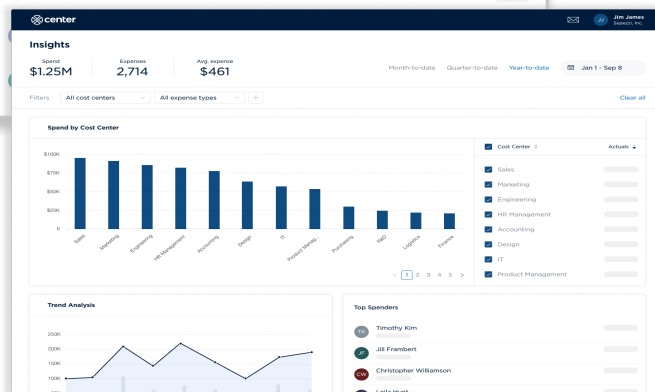 center
JJ
Jim James
Sapezzi, Inc.
Insights
Spend
Expenses
Avg. expense
$1.25M
2,714
$461
Month-to-date
Quarter-to-date
Year-to-date
Jan 1 - Sep 8
Filters
All cost centers
All expense types
Clear all
Spend by Cost Center
$100K
$75K
$50K
$25K
0
Sales
Marketing
Engineering
HR Management
Accounting
Design
IT
Product Manag...
Purchasing
R&D
Logistics
Finance
1 2 3 4 5
Cost Center
Actuals
Sales
Marketing
Engineering
HR Management
Accounting
Design
IT
Product Management
Trend Analysis
250K
200K
150K
100K
Top Spenders
TK
Timothy Kim
JF
Jill Frambert
CW
Christopher Williamson